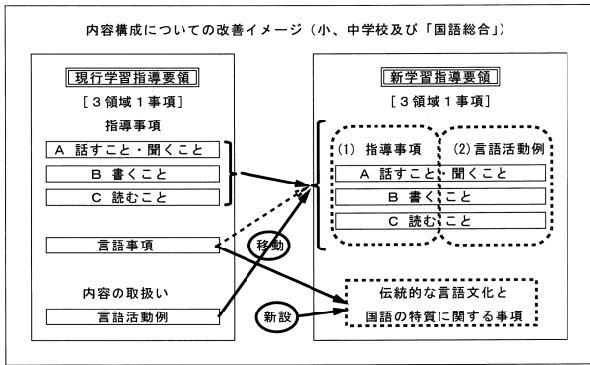 内容構成についての改善イメージ（小、中学校及び「国語総合」）
現行学習指導要領
［３領域１事項］
指導事項
Ａ 話すこと・聞くこと
Ｂ 書くこと
Ｃ 読むこと
言語事項
内容の取扱い
言語活動例
移動
新設
新学習指導要領
［３領域１事項］
(1) 指導事項 (2)言語活動例
Ａ 話すこと・聞くこと
Ｂ 書くこと
Ｃ 読むこと
伝統的な言語文化と
国語の特質に関する事項